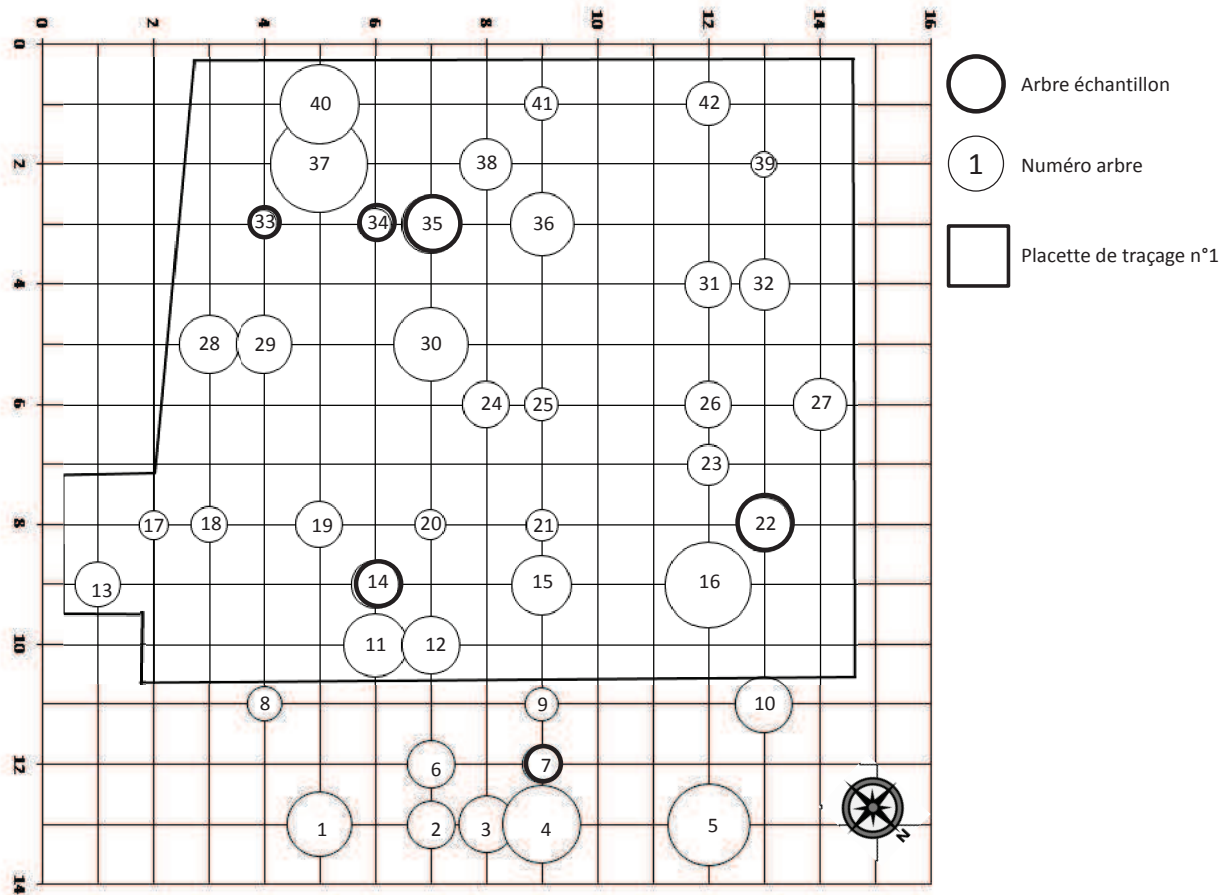 0 2 4 6 8 10 12 14 16
0
2
4
6
8
10
12
14
40 41 42
37 38 39
33 34 35 36
31 32
28 29 30
24 25 26 27
23
17 18 19 20 21 22
13 14 15 16
11 12
8 9 10
6 7
1 2 3 4 5
N
Arbre échantillon
1 Numéro arbre
Placette de traçage n°1